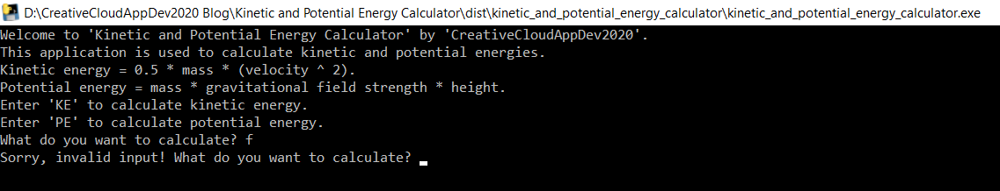 D:\CreativeCloudAppDev2020 Blog\Kinetic and Potential Energy Calculator\dist\kinetic_and_potential_energy_calculator\kinetic_and_potential_energy_calculator.exe
Welcome to 'Kinetic and Potential Energy Calculator' by 'CreativeCloudAppDev2020'.
This application is used to calculate kinetic and potential energies.
Kinetic energy = 0.5 * mass * (velocity ^ 2).
Potential energy = mass * gravitational field strength * height.
Enter 'KE' to calculate kinetic energy.
Enter 'PE' to calculate potential energy.
What do you want to calculate? f
Sorry, invalid input! What do you want to calculate?